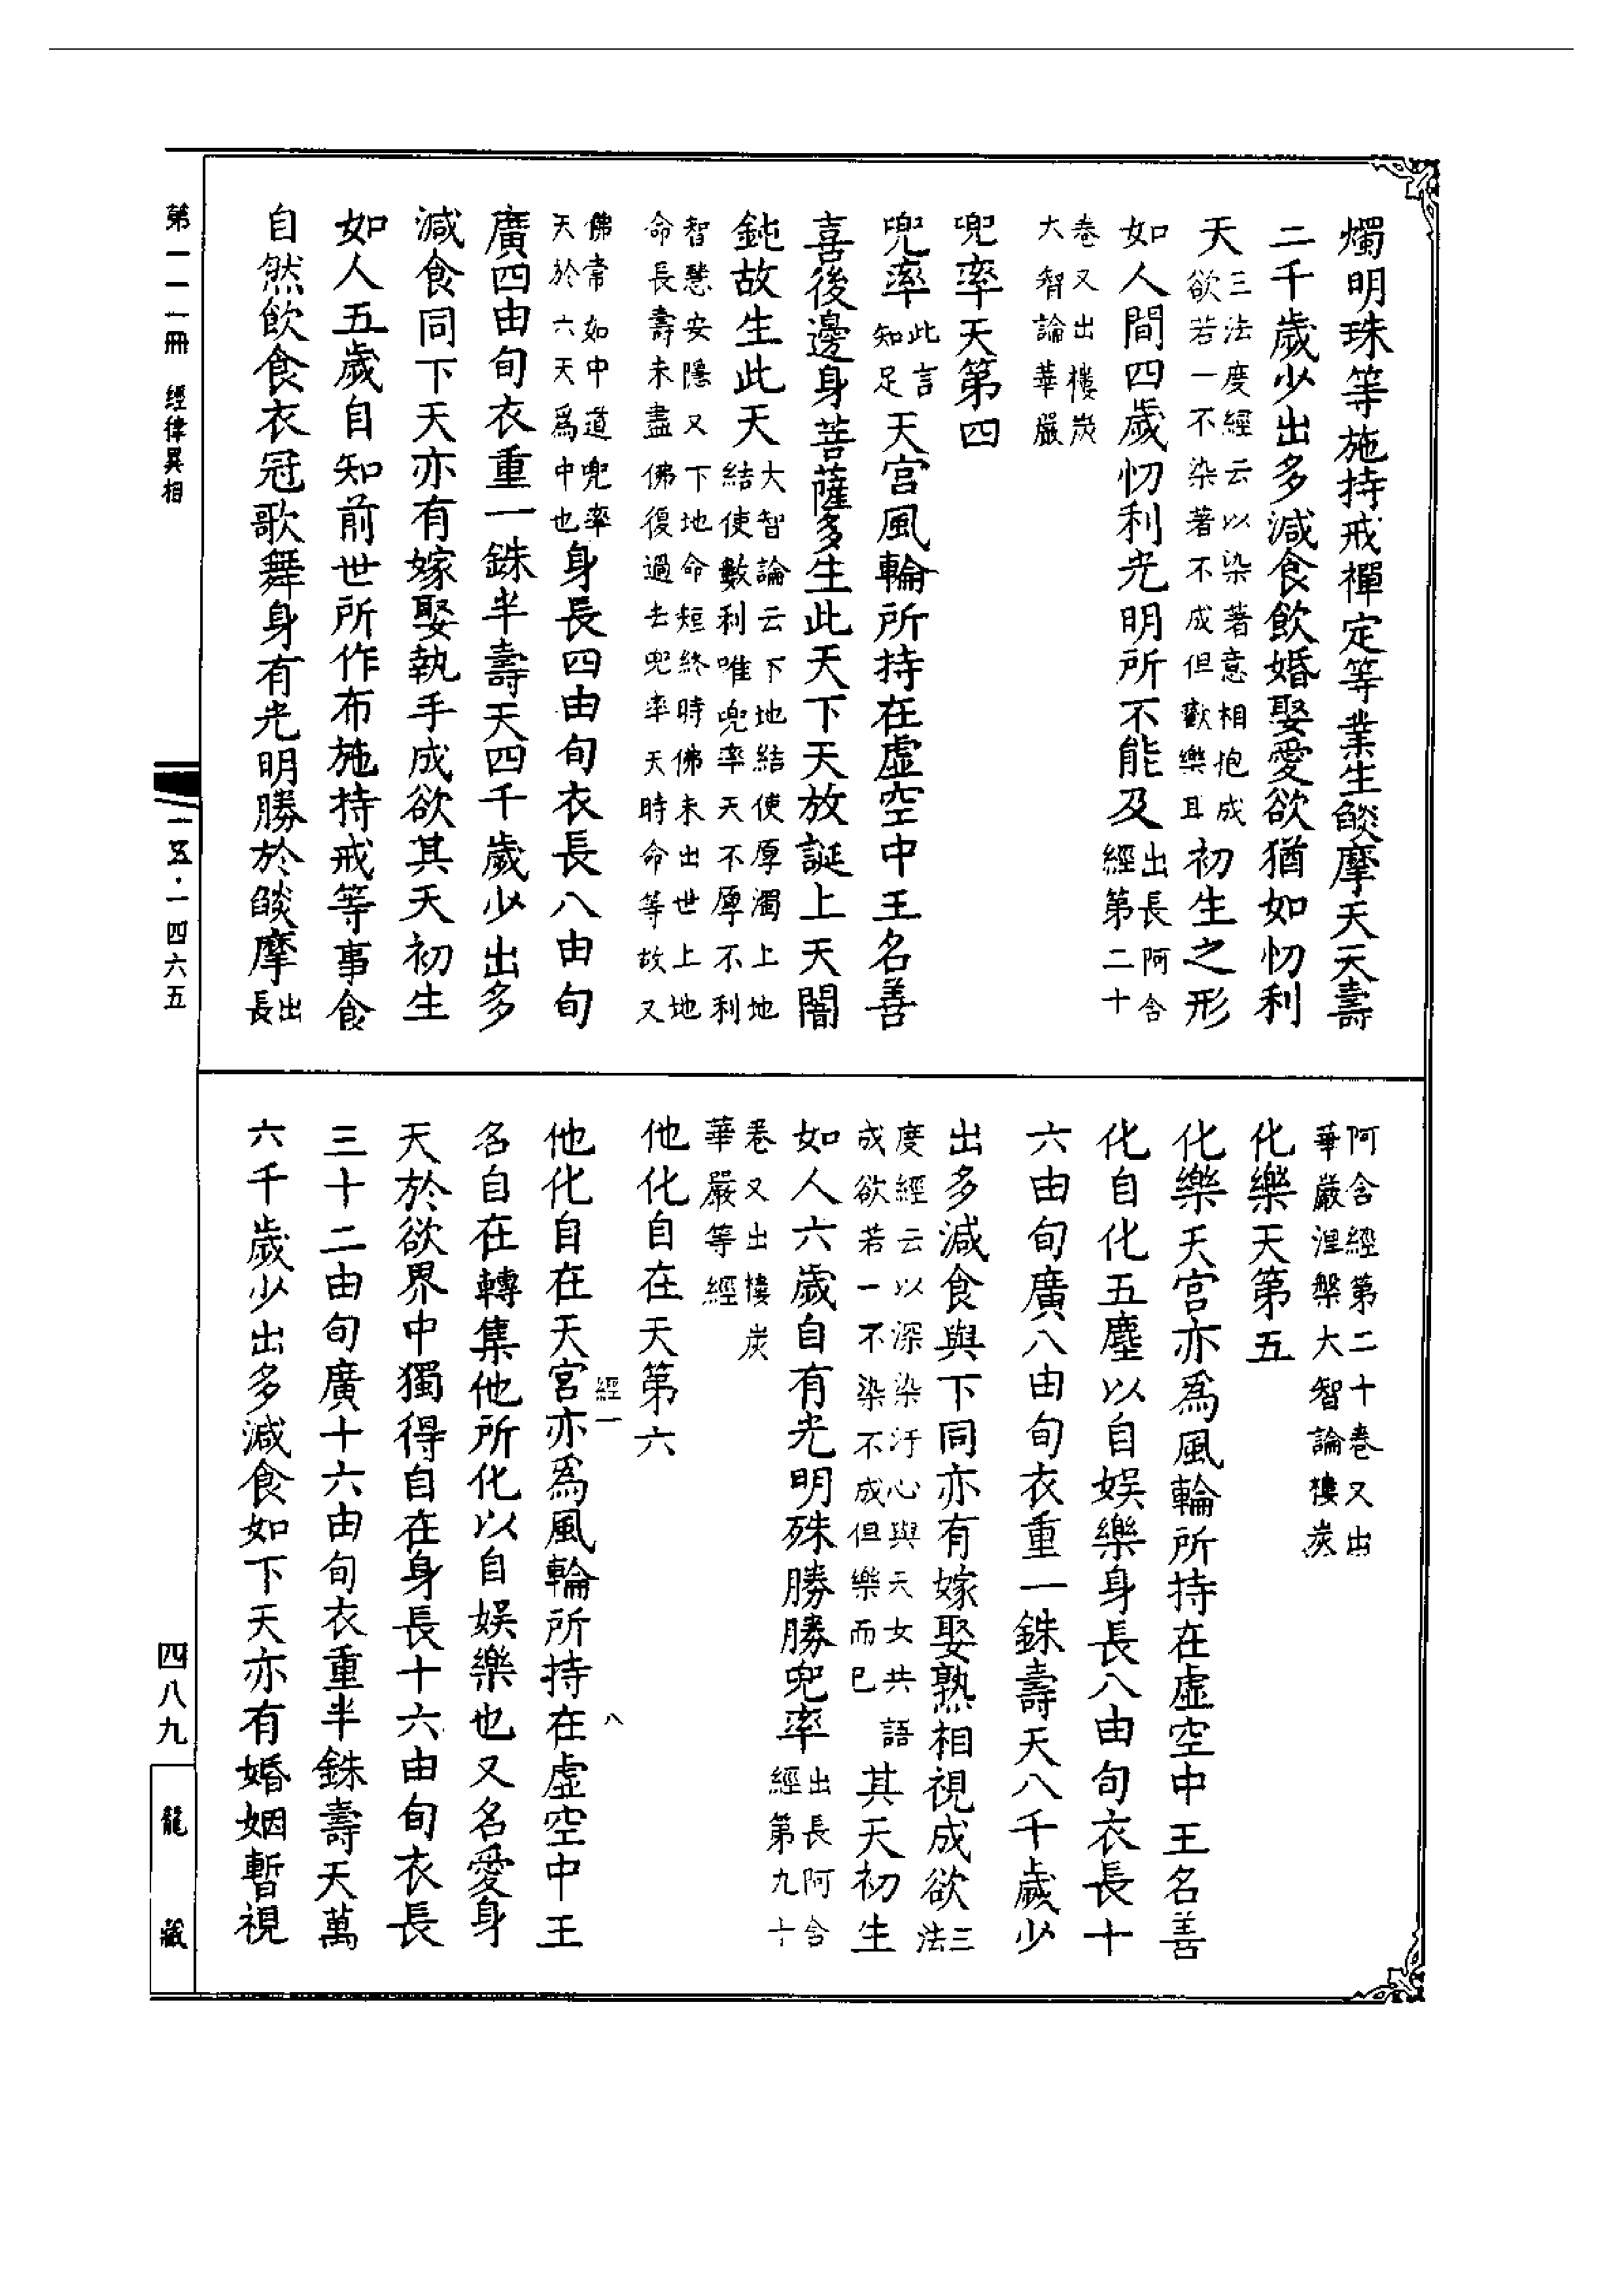 燭明珠等施持戒禪定等業生燄摩天天壽
二千歲少出多減食飲婚娶愛欲猶如忉利
天三法度經云以染著意相抱成欲若一不染著不成但歡樂耳初生之形
如人間四歲忉利光明所不能及出長阿含經第二十
卷又出樓炭大智論華嚴
兜率天第四
兜率此言知足天宮風輪所持在虛空中王名善
喜後邊身菩薩多生此天下天放誕上天闇
鈍故生此天大智論云下地結使厚濁上地結使數利唯兜率天不厚不利
智慧安隱又下地命短終時佛未出世上地命長壽未盡佛復過去兜率天時命等故又
佛常如中道兜率天於六天爲中也身長四由旬衣長八由旬
廣四由旬衣重一銖半壽天四千歲少出多
減食同下天亦有嫁娶執手成欲其天初生
如人五歲自知前世所作布施持戒等事食
自然飲食衣冠歌舞身有光明勝於燄摩出長
阿含經第二十卷又出華嚴涅槃大智論樓炭
化樂天第五
化樂天宮亦爲風輪所持在虛空中王名善
化自化五塵以自娛樂身長八由旬衣長十
六由旬廣八由旬衣重一銖壽天八千歲少
出多減食與下同亦有嫁娶熟相視成欲三法
度經云以深染汙心與天女共語成欲若一不染不成但樂而已其天初生
如人六歲自有光明殊勝勝兜率出長阿含經第九十
卷又出樓炭華嚴等經
他化自在天第六
他化自在天宮亦爲風輪所持在虛空中王
經一 八
名自在轉集他所化以自娛樂也又名愛身
天於欲界中獨得自在身長十六由旬衣長
三十二由旬廣十六由旬衣重半銖壽天萬
六千歲少出多減食如下天亦有婚姻暫視
第一一一冊 經律異相
一五·一四六五
四八九
龍藏